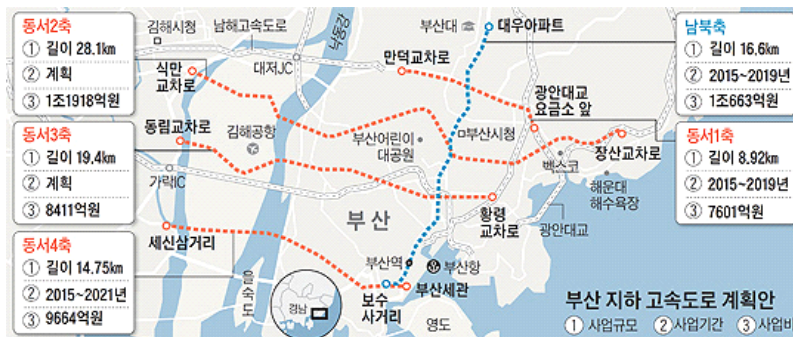 동서2축
① 길이 28.1km
② 계획
③ 1조1918억원
동서3축
① 길이 19.4km
② 계획
③ 8411억원
동서4축
① 길이 14.75km
② 2015~2021년
③ 9664억원
김해시청
남해고속도로
낙동강
부산대
대우아파트
대저JC
식만
교차로
만덕교차로
광안대교
요금소 앞
동림교차로
김해공항
부산어린이
대공원
부산시청
장산교차로
벡스코
해운대
해수욕장
가락IC
부산
황령
교차로
광안대교
세신삼거리
을숙도
부산역
부산항
경남
보수
사거리
부산세관
영도
남북축
① 길이 16.6km
② 2015~2019년
③ 1조663억원
동서1축
① 길이 8.92km
② 2015~2019년
③ 7601억원
부산 지하 고속도로 계획안
① 사업규모 ② 사업기간 ③ 사업비